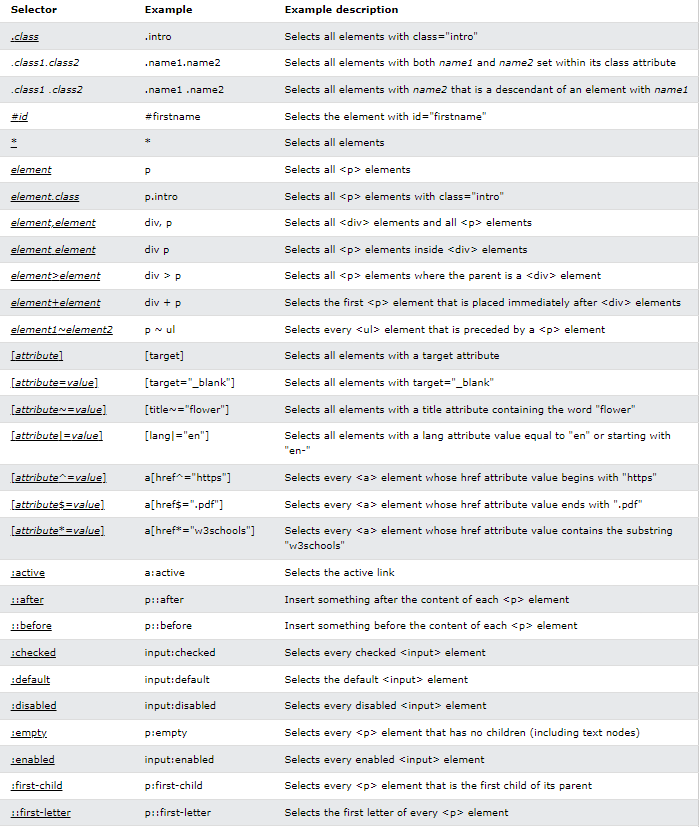 Selector Example Example description
.class .intro Selects all elements with class="intro"
.class1.class2 .name1.name2 Selects all elements with both name1 and name2 set within its class attribute
.class1 .class2 .name1 .name2 Selects all elements with name2 that is a descendant of an element with name1
#id #firstname Selects the element with id="firstname"
* * Selects all elements
element p Selects all <p> elements
element.class p.intro Selects all <p> elements with class="intro"
element,element div, p Selects all <div> elements and all <p> elements
element element div p Selects all <p> elements inside <div> elements
element>element div > p Selects all <p> elements where the parent is a <div> element
element+element div + p Selects the first <p> element that is placed immediately after <div> elements
element1~element2 p ~ ul Selects every <ul> element that is preceded by a <p> element
[attribute] [target] Selects all elements with a target attribute
[attribute=value] [target="_blank"] Selects all elements with target="_blank"
[attribute~=value] [title~="flower"] Selects all elements with a title attribute containing the word "flower"
[attribute|=value] [lang|="en"] Selects all elements with a lang attribute value equal to "en" or starting with
"en-"
[attribute^=value] a[href^="https"] Selects every <a> element whose href attribute value begins with "https"
[attribute$=value] a[href$=".pdf"] Selects every <a> element whose href attribute value ends with ".pdf"
[attribute*=value] a[href*="w3schools"] Selects every <a> element whose href attribute value contains the substring
"w3schools"
:active a:active Selects the active link
::after p::after Insert something after the content of each <p> element
::before p::before Insert something before the content of each <p> element
:checked input:checked Selects every checked <input> element
:default input:default Selects the default <input> element
:disabled input:disabled Selects every disabled <input> element
:empty p:empty Selects every <p> element that has no children (including text nodes)
:enabled input:enabled Selects every enabled <input> element
:first-child p:first-child Selects every <p> element that is the first child of its parent
::first-letter p::first-letter Selects the first letter of every <p> element